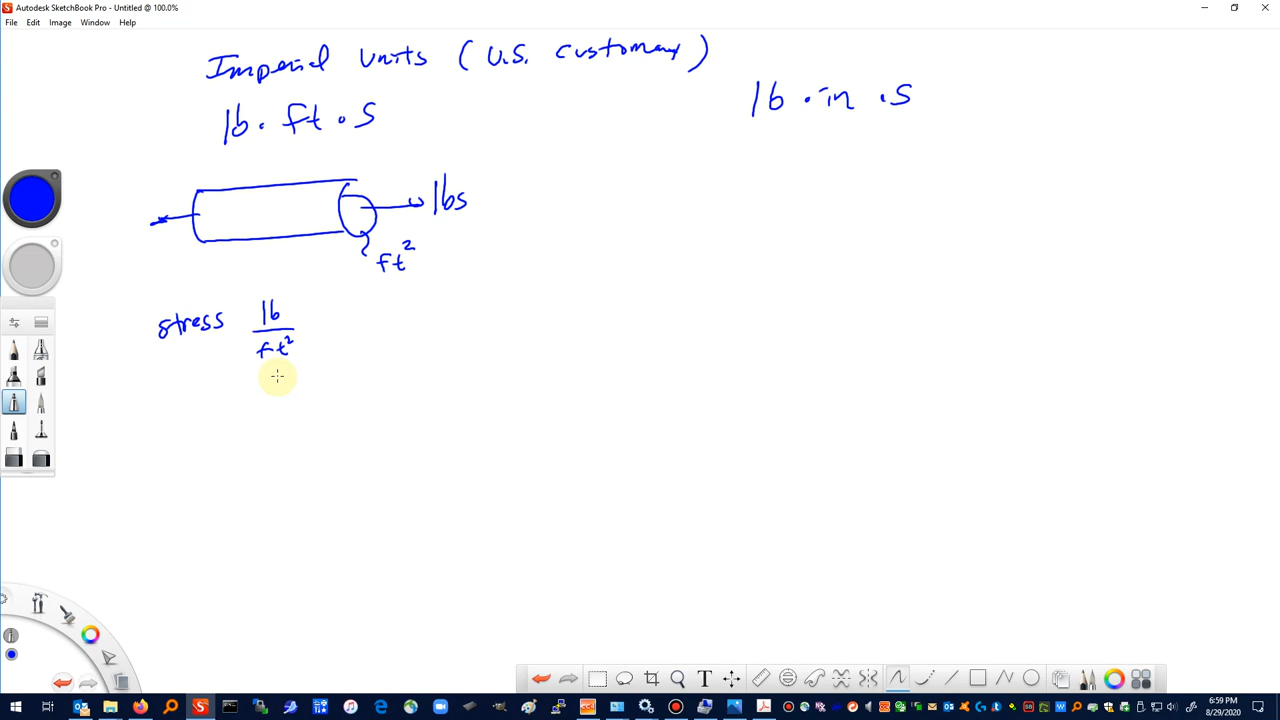 Autodesk SketchBook Pro - Untitled @ 100.0%
File Edit Image Window Help
Imperial Units (U.S. Customary)
lb · ft · s
lb · in · s
lbs
ft²
stress lb
ft²
6:59 PM
8/29/2020